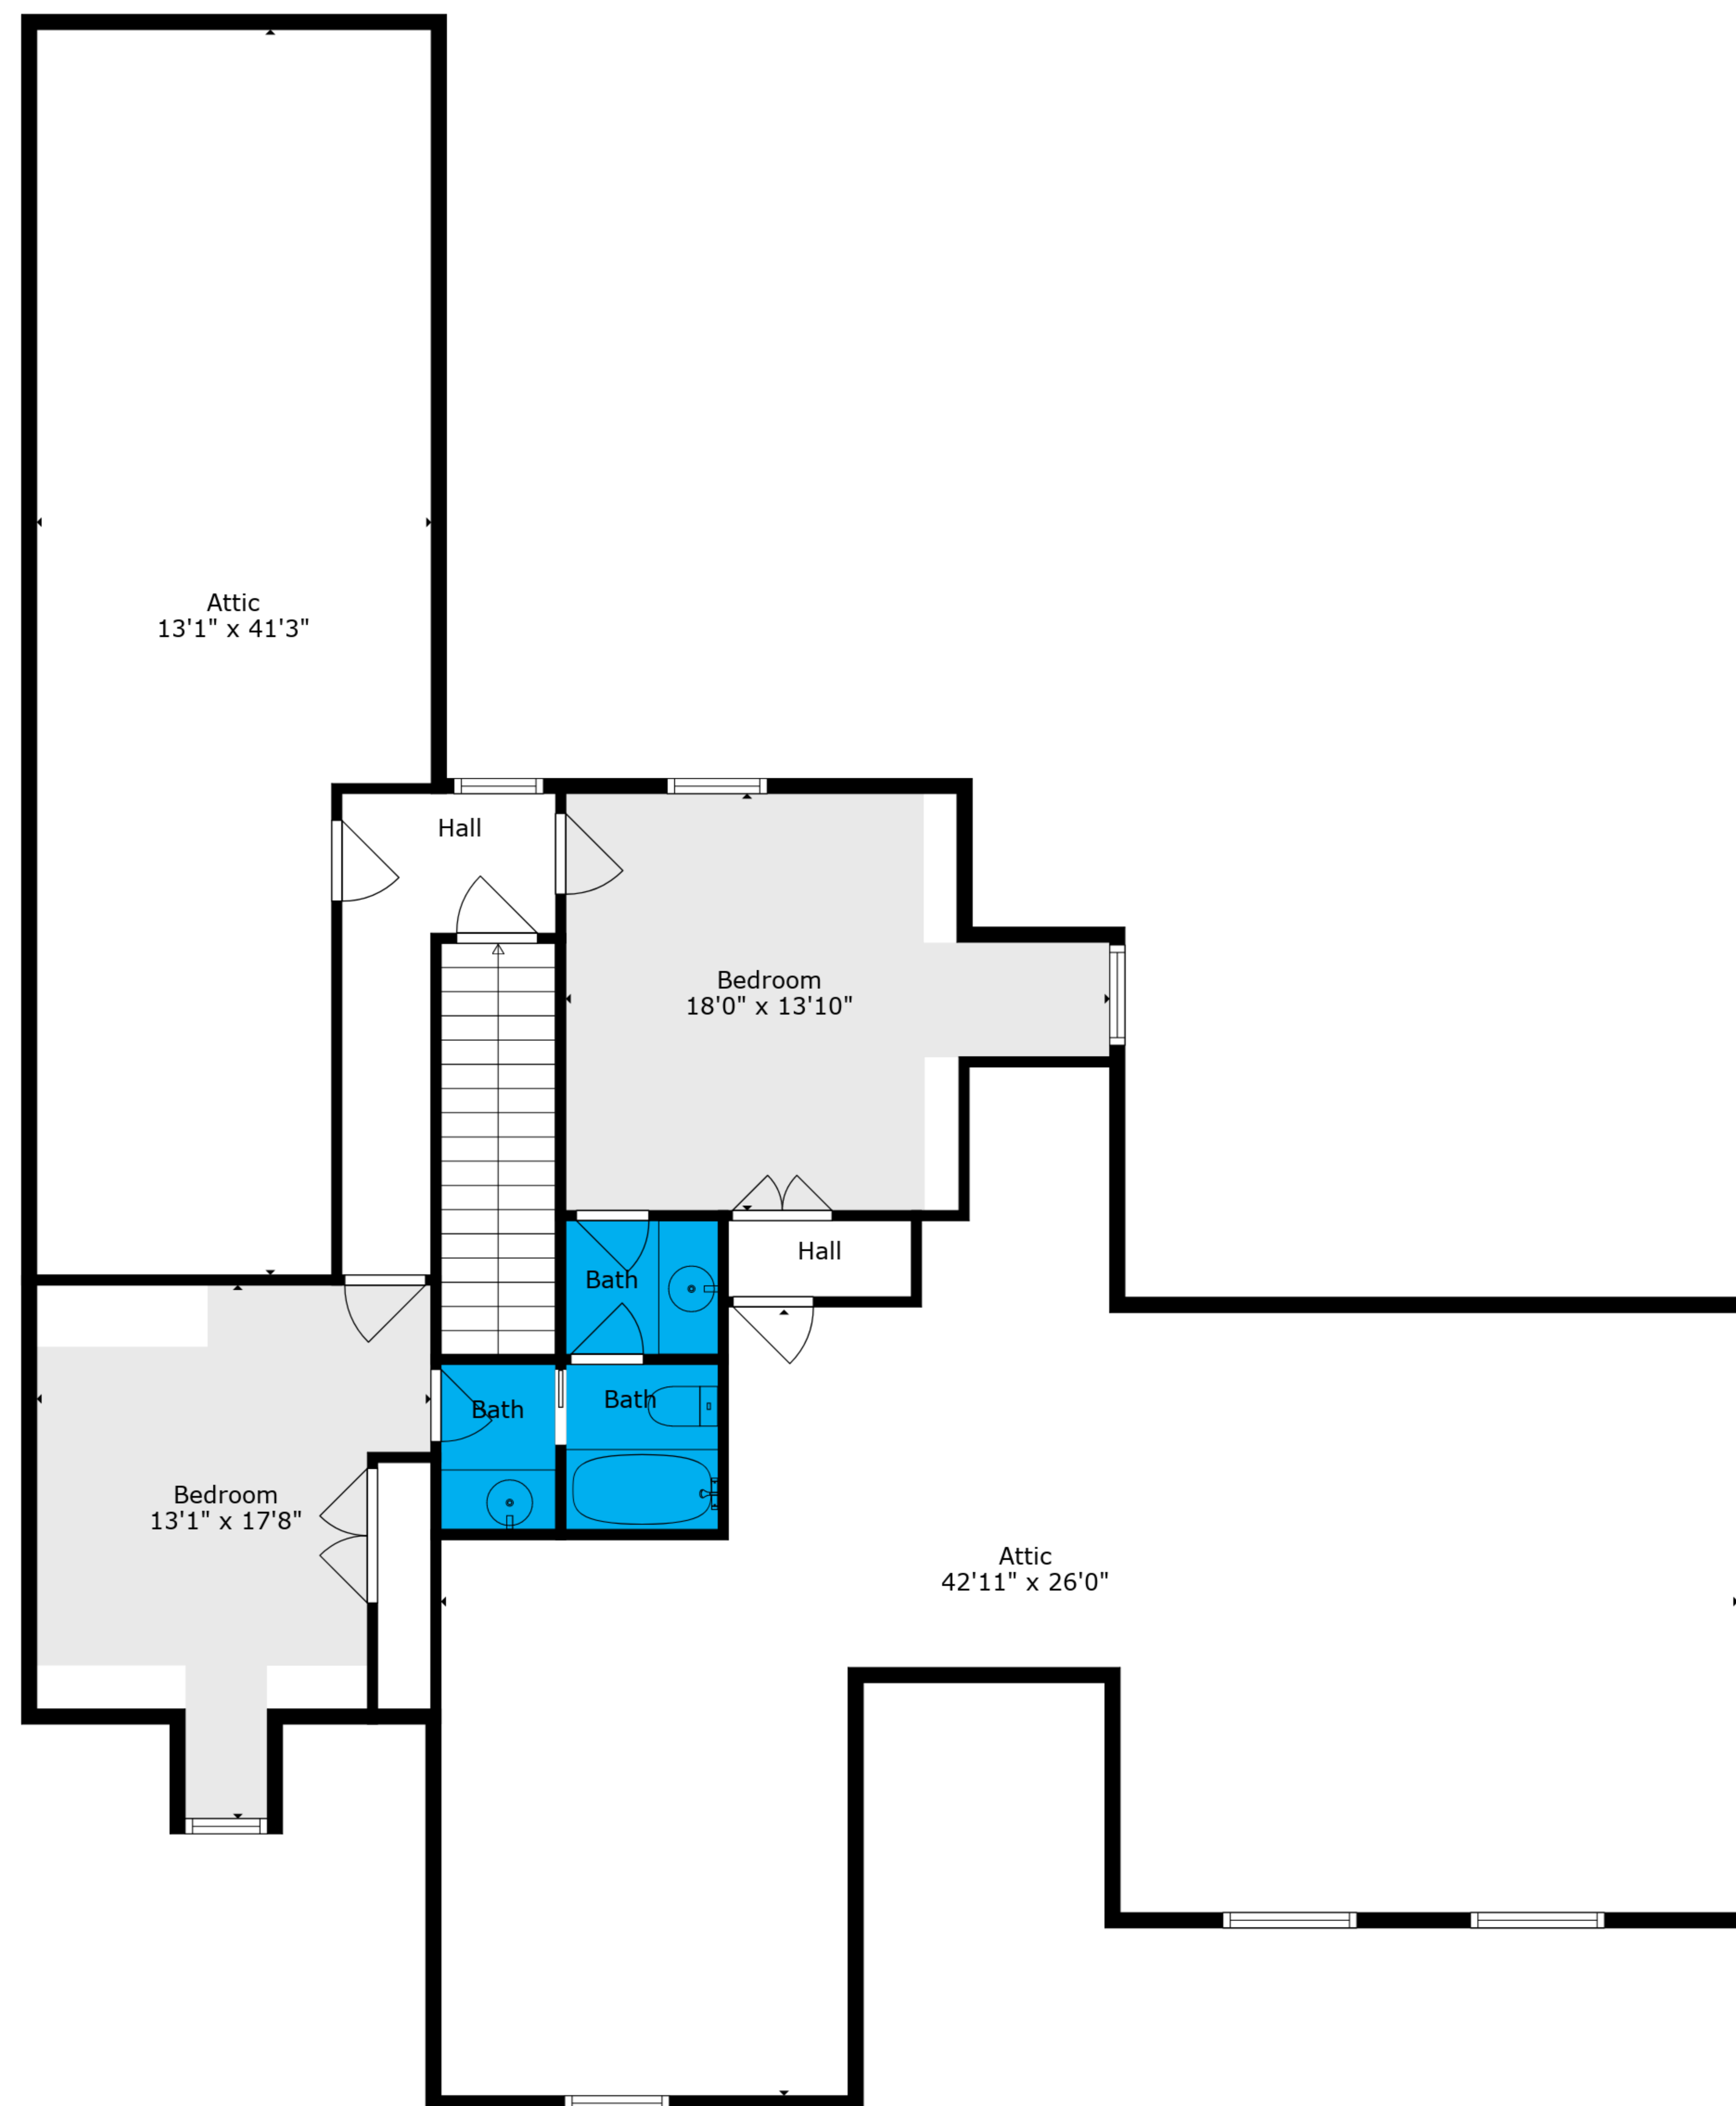 Attic
13'1" x 41'3"
Hall
Bedroom
18'0" x 13'10"
Hall
Bath
Bath
Bath
Bedroom
13'1" x 17'8"
Attic
42'11" x 26'0"